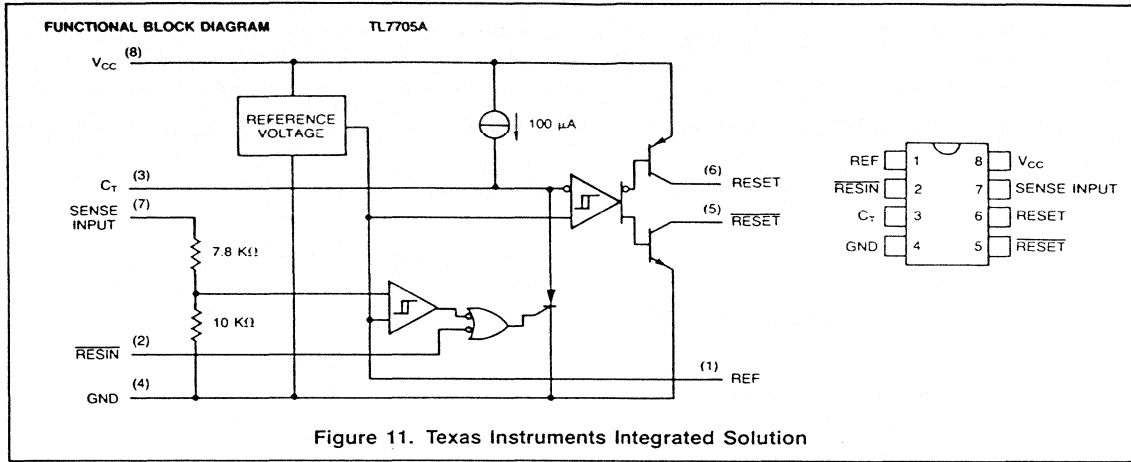 FUNCTIONAL BLOCK DIAGRAM TL7705A
VCC (8)
REFERENCE
VOLTAGE
100 μA
CT (3)
SENSE (7)
INPUT
7.8 KΩ
10 KΩ
RESIN (2)
GND (4)
(6) RESET
(5) RESET
(1) REF
REF 1 8 VCC
RESIN 2 7 SENSE INPUT
CT 3 6 RESET
GND 4 5 RESET
Figure 11. Texas Instruments Integrated Solution